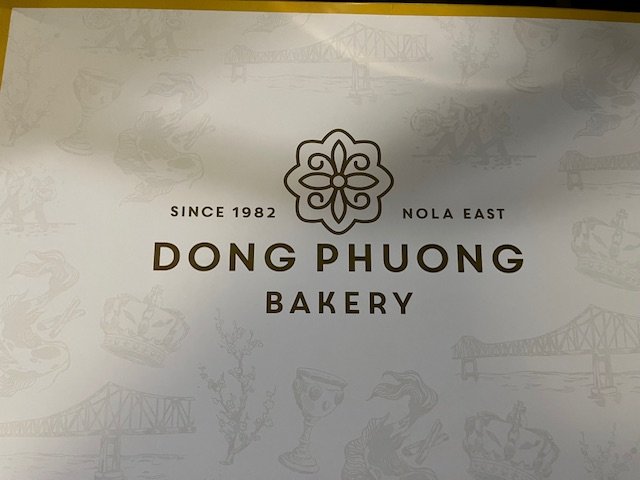 SINCE 1982 NOLA EAST
DONG PHUONG
BAKERY